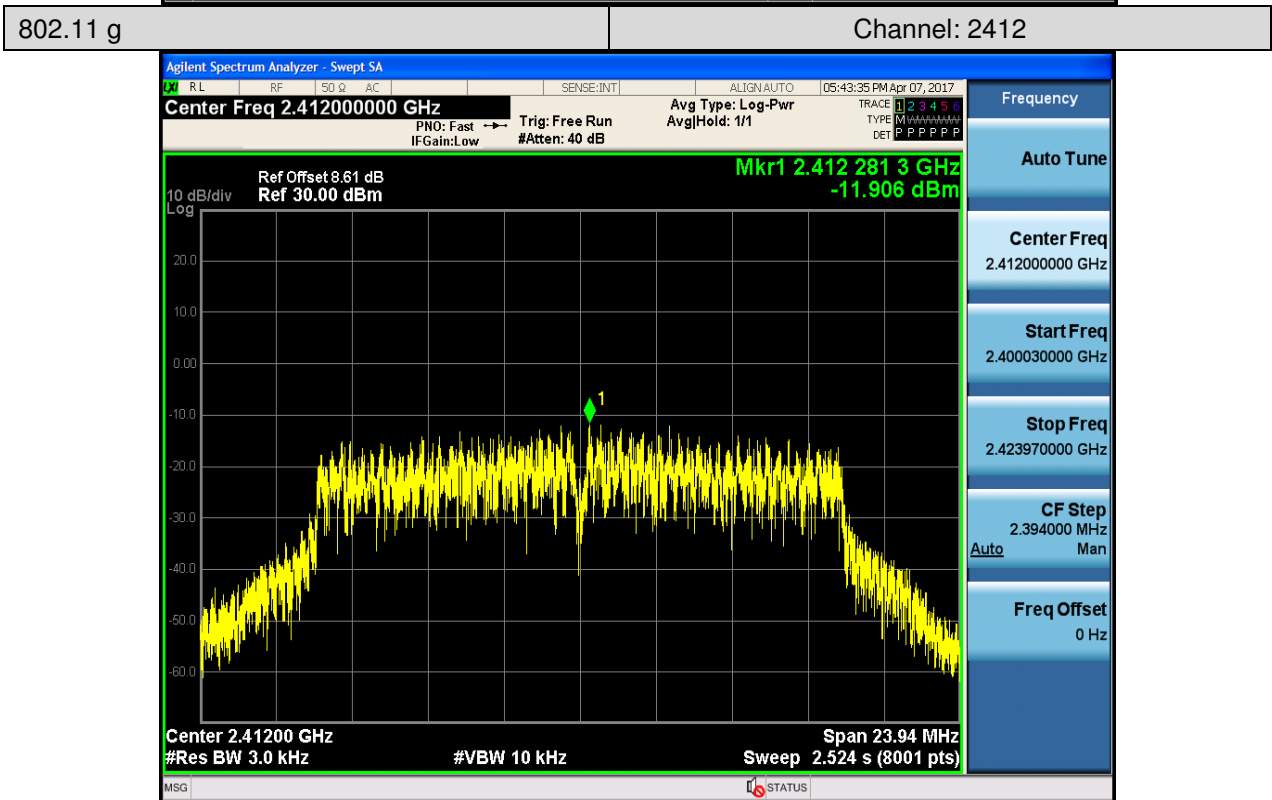 802.11 g Channel: 2412
Agilent Spectrum Analyzer - Swept SA
LXI RL RF 50 Ω AC SENSE:INT ALIGN AUTO 05:43:35 PM Apr 07, 2017
Center Freq 2.412000000 GHz
PNO: Fast
IFGain:Low
Trig: Free Run
#Atten: 40 dB
Avg Type: Log-Pwr
Avg|Hold: 1/1
TRACE 1 2 3 4 5 6
TYPE M WWWWW
DET P P P P P P
Mkr1 2.412 281 3 GHz
-11.906 dBm
Ref Offset 8.61 dB
10 dB/div Ref 30.00 dBm
Log
20.0
10.0
0.00
-10.0
-20.0
-30.0
-40.0
-50.0
-60.0
1
Center 2.41200 GHz Span 23.94 MHz
#Res BW 3.0 kHz #VBW 10 kHz Sweep 2.524 s (8001 pts)
MSG STATUS
Frequency
Auto Tune
Center Freq
2.412000000 GHz
Start Freq
2.400030000 GHz
Stop Freq
2.423970000 GHz
CF Step
2.394000 MHz
Auto Man
Freq Offset
0 Hz